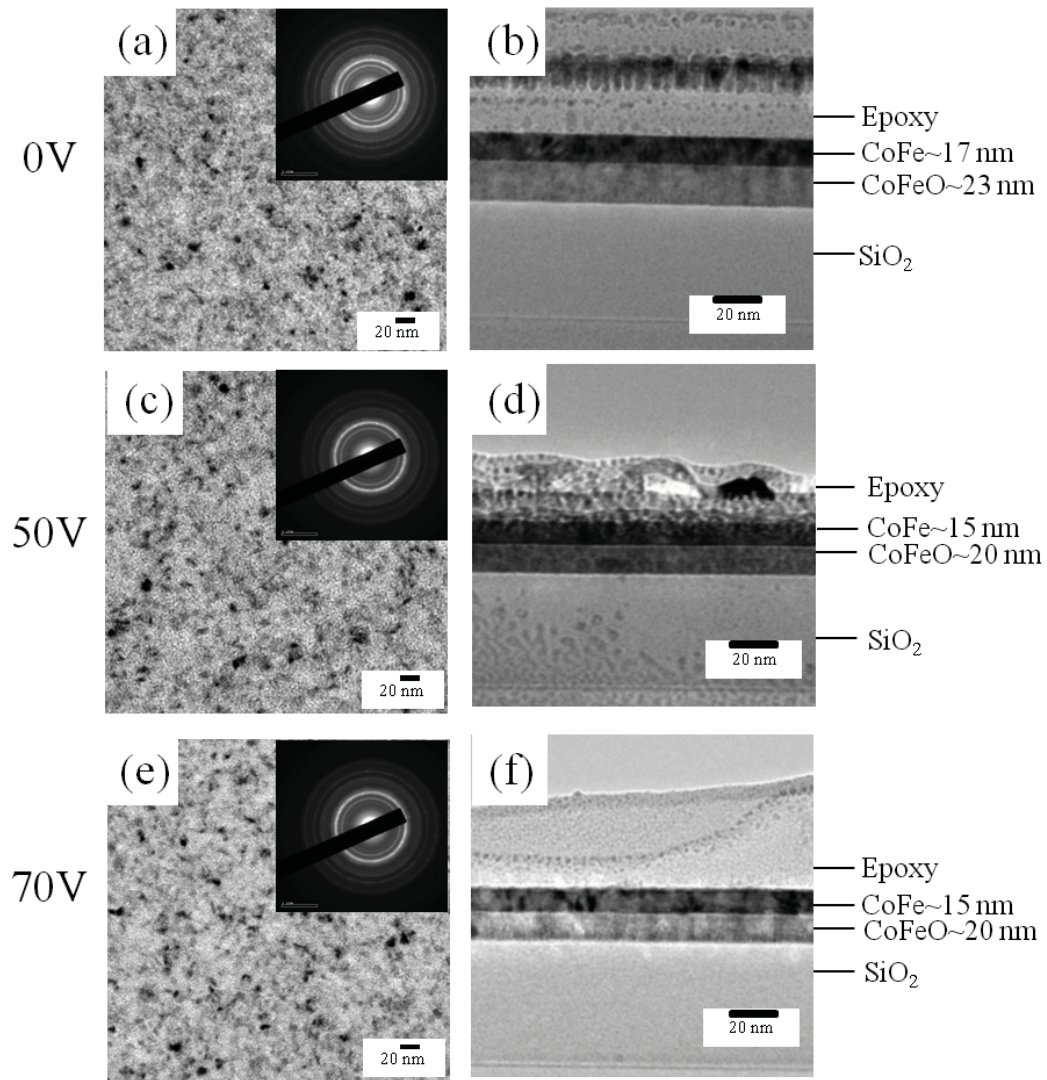 (a)
(b)
0V
Epoxy
CoFe~17 nm
CoFeO~23 nm
SiO₂
20 nm
20 nm
(c)
(d)
50V
Epoxy
CoFe~15 nm
CoFeO~20 nm
SiO₂
20 nm
20 nm
(e)
(f)
70V
Epoxy
CoFe~15 nm
CoFeO~20 nm
SiO₂
20 nm
20 nm